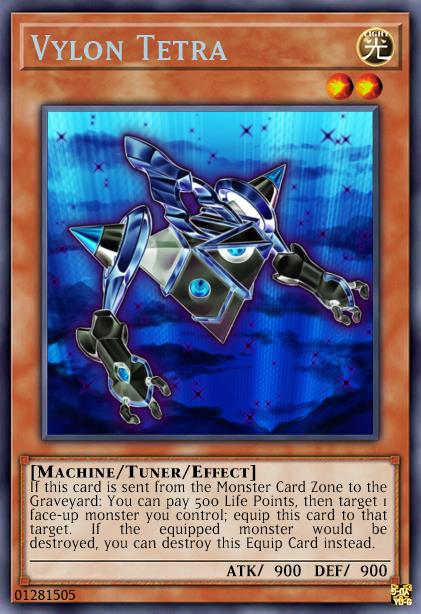 Vylon Tetra
LIGHT
光
[Machine/Tuner/Effect]
If this card is sent from the Monster Card Zone to the
Graveyard: You can pay 500 Life Points, then target 1
face-up monster you control; equip this card to that
target. If the equipped monster would be
destroyed, you can destroy this Equip Card instead.
ATK/ 900 DEF/ 900
01281505